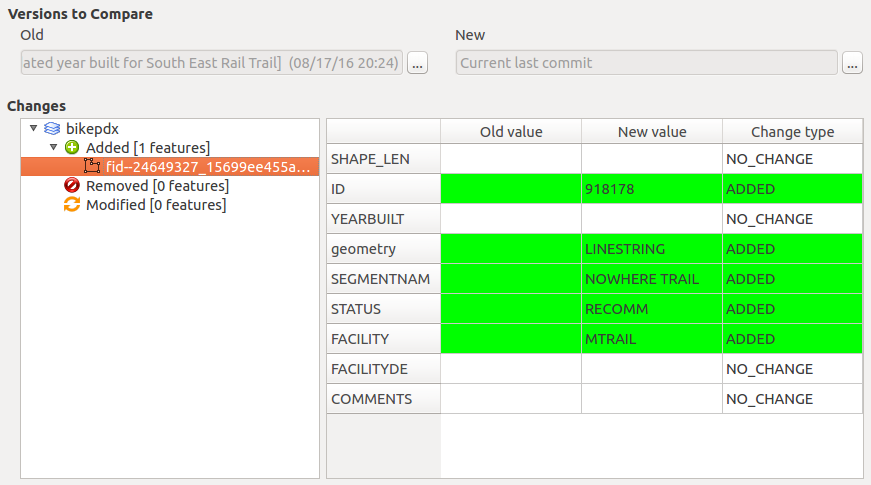 Versions to Compare
Old New
ated year built for South East Rail Trail] (08/17/16 20:24) ... Current last commit ...
Changes
bikepdx
Added [1 features]
fid--24649327_15699ee455a...
Removed [0 features]
Modified [0 features]
Old value New value Change type
SHAPE_LEN NO_CHANGE
ID 918178 ADDED
YEARBUILT NO_CHANGE
geometry LINESTRING ADDED
SEGMENTNAM NOWHERE TRAIL ADDED
STATUS RECOMM ADDED
FACILITY MTRAIL ADDED
FACILITYDE NO_CHANGE
COMMENTS NO_CHANGE